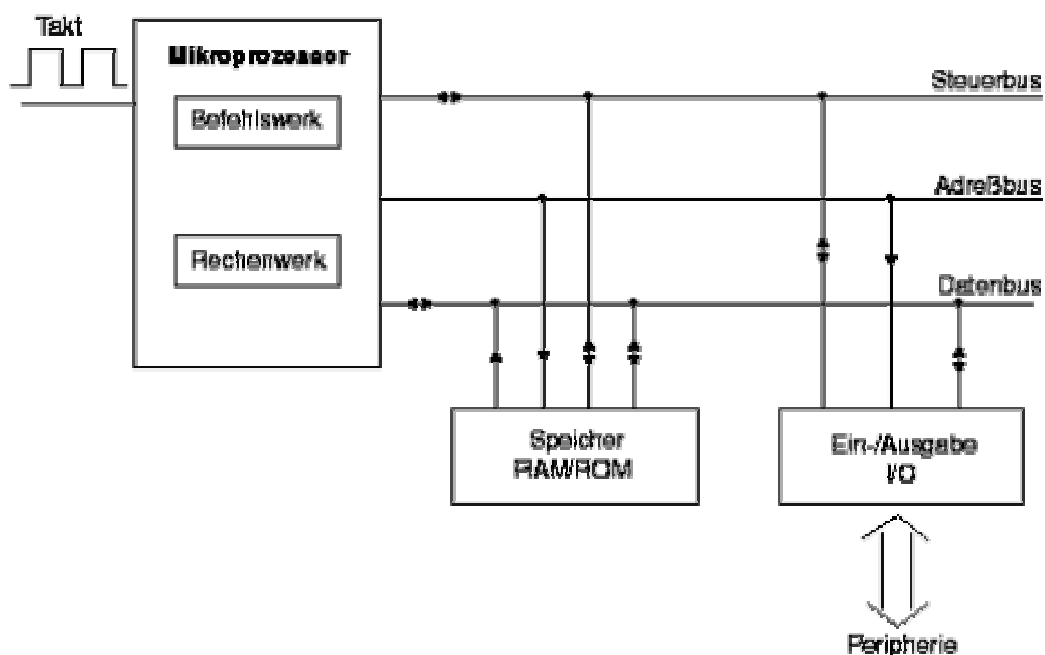 Takt
Mikroprozessor
Befehlswerk
Rechenwerk
Steuerbus
Adreßbus
Datenbus
Speicher
RAM/ROM
Ein-/Ausgabe
I/O
Peripherie